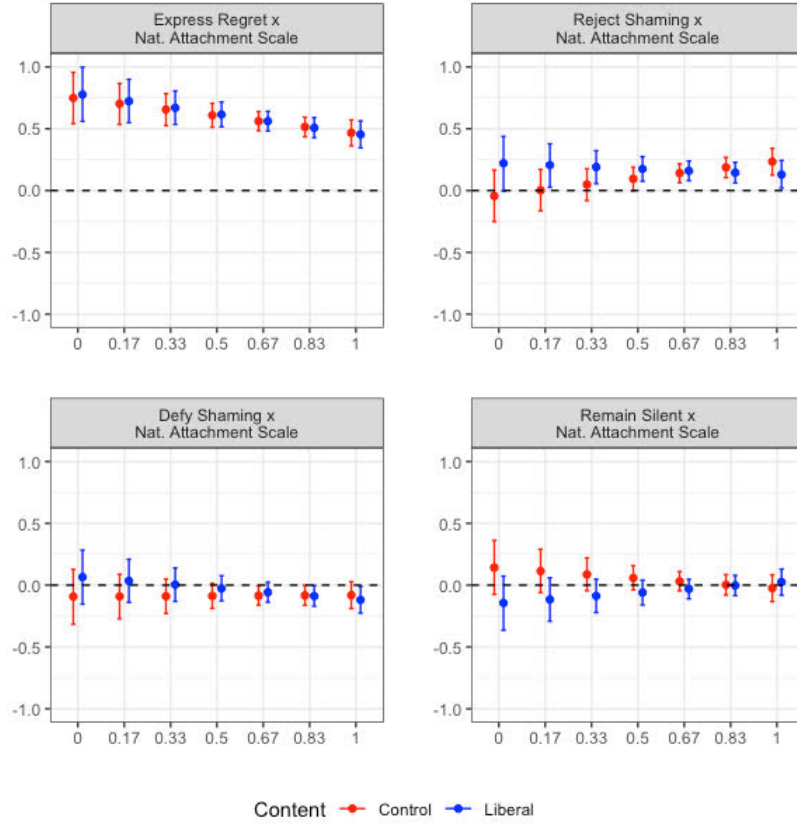 Express Regret x
Nat. Attachment Scale
Reject Shaming x
Nat. Attachment Scale
1.0
0.5
0.0
-0.5
-1.0
1.0
0.5
0.0
-0.5
-1.0
0 0.17 0.33 0.5 0.67 0.83 1
0 0.17 0.33 0.5 0.67 0.83 1
Defy Shaming x
Nat. Attachment Scale
Remain Silent x
Nat. Attachment Scale
1.0
0.5
0.0
-0.5
-1.0
1.0
0.5
0.0
-0.5
-1.0
0 0.17 0.33 0.5 0.67 0.83 1
0 0.17 0.33 0.5 0.67 0.83 1
Content Control Liberal